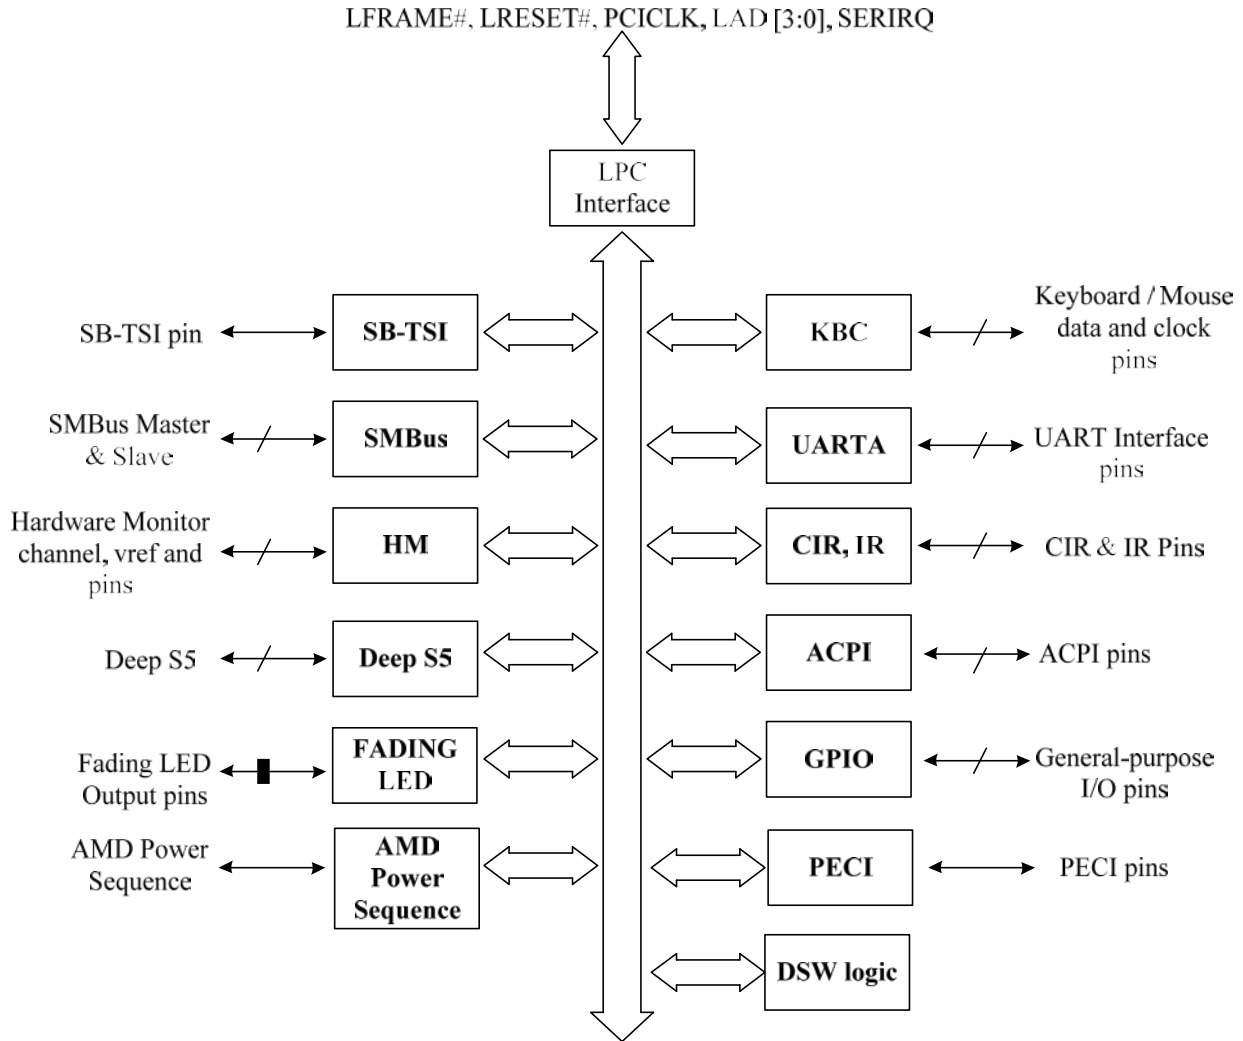 LFRAME#, LRESET#, PCICLK, LAD [3:0], SERIRQ
LPC
Interface
SB-TSI pin
SB-TSI
KBC
Keyboard / Mouse
data and clock
pins
SMBus Master
& Slave
SMBus
UARTA
UART Interface
pins
Hardware Monitor
channel, vref and
pins
HM
CIR, IR
CIR & IR Pins
Deep S5
Deep S5
ACPI
ACPI pins
Fading LED
Output pins
FADING
LED
GPIO
General-purpose
I/O pins
AMD Power
Sequence
AMD
Power
Sequence
PECI
PECI pins
DSW logic